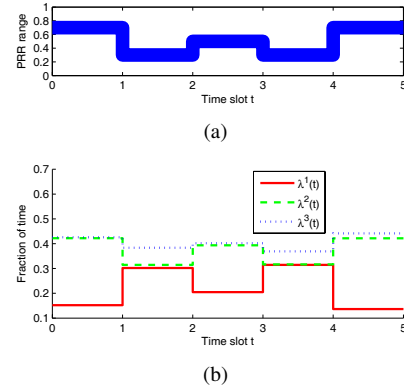 PRR range
1
0.8
0.6
0.4
0.2
0
0 1 2 3 4 5
Time slot t
(a)
Fraction of time
0.7
0.6
0.5
0.4
0.3
0.2
0.1
λ¹(t)
λ²(t)
λ³(t)
0 1 2 3 4 5
Time slot t
(b)